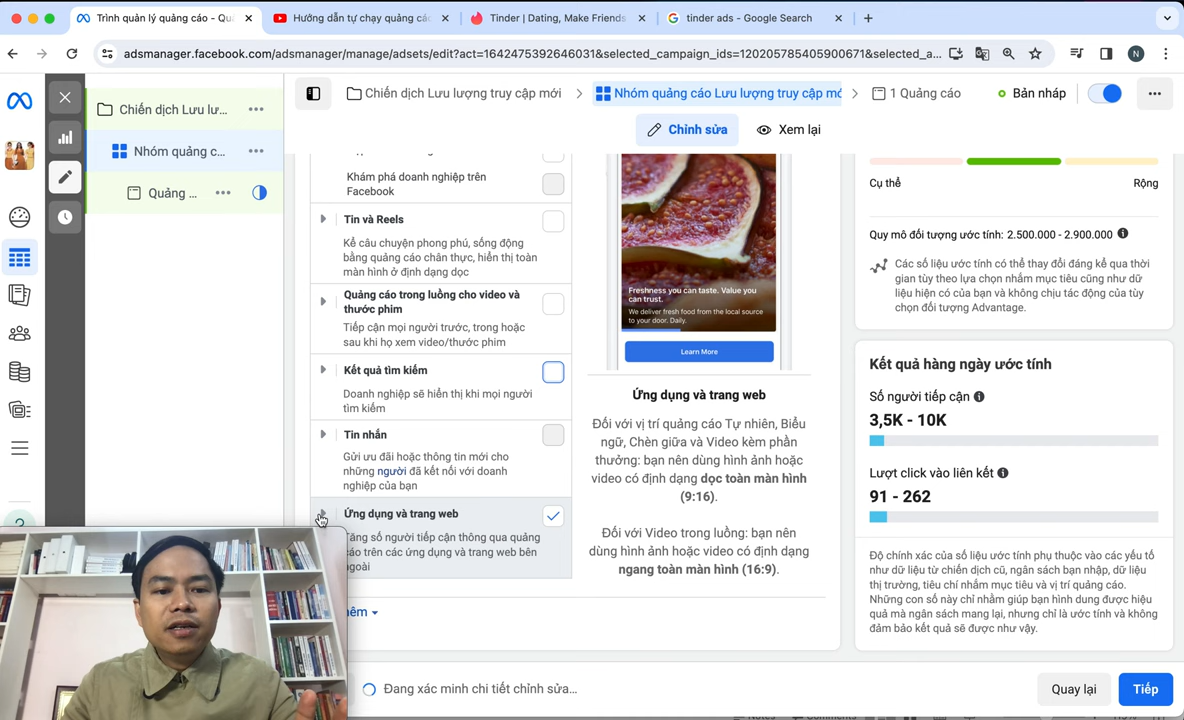 Trình quản lý quảng cáo - Qu
Hướng dẫn tự chạy quảng cá
Tinder | Dating, Make Friends
tinder ads - Google Search
adsmanager.facebook.com/adsmanager/manage/adsets/edit?act=1642475392646031&selected_campaign_ids=120205785405900671&selected_a...
N
Chiến dịch Lưu lư...
Nhóm quảng c...
Quảng ...
Chiến dịch Lưu lượng truy cập mới
Nhóm quảng cáo Lưu lượng truy cập mớ
1 Quảng cáo
Bản nháp
Chỉnh sửa
Xem lại
Khám phá doanh nghiệp trên
Facebook
Tin và Reels
Kể câu chuyện phong phú, sống động
bằng quảng cáo chân thực, hiển thị toàn
màn hình ở định dạng dọc
Quảng cáo trong luồng cho video và
thước phim
Tiếp cận mọi người trước, trong hoặc
sau khi họ xem video/thước phim
Kết quả tìm kiếm
Doanh nghiệp sẽ hiển thị khi mọi người
tìm kiếm
Tin nhắn
Gửi ưu đãi hoặc thông tin mới cho
những người đã kết nối với doanh
nghiệp của bạn
Ứng dụng và trang web
ăng số người tiếp cận thông qua quảng
áo trên các ứng dụng và trang web bên
goài
hêm
Freshness you can taste. Value you
can trust.
We deliver fresh food from the local source
to your door. Daily.
Learn More
Ứng dụng và trang web
Đối với vị trí quảng cáo Tự nhiên, Biểu
ngữ, Chèn giữa và Video kèm phần
thưởng: bạn nên dùng hình ảnh hoặc
video có định dạng dọc toàn màn hình
(9:16).
Đối với Video trong luồng: bạn nên
dùng hình ảnh hoặc video có định dạng
ngang toàn màn hình (16:9).
Cụ thể
Rộng
Quy mô đối tượng ước tính: 2.500.000 - 2.900.000
Các số liệu ước tính có thể thay đổi đáng kể qua thời
gian tùy theo lựa chọn nhắm mục tiêu cũng như dữ
liệu hiện có của bạn và không chịu tác động của tùy
chọn đối tượng Advantage.
Kết quả hàng ngày ước tính
Số người tiếp cận
3,5K - 10K
Lượt click vào liên kết
91 - 262
Độ chính xác của số liệu ước tính phụ thuộc vào các yếu tố
như dữ liệu từ chiến dịch cũ, ngân sách bạn nhập, dữ liệu
thị trường, tiêu chí nhắm mục tiêu và vị trí quảng cáo.
Những con số này chỉ nhằm giúp bạn hình dung được hiệu
quả mà ngân sách mang lại, nhưng chỉ là ước tính và không
đảm bảo kết quả sẽ được như vậy.
Đang xác minh chi tiết chỉnh sửa...
Quay lại
Tiếp